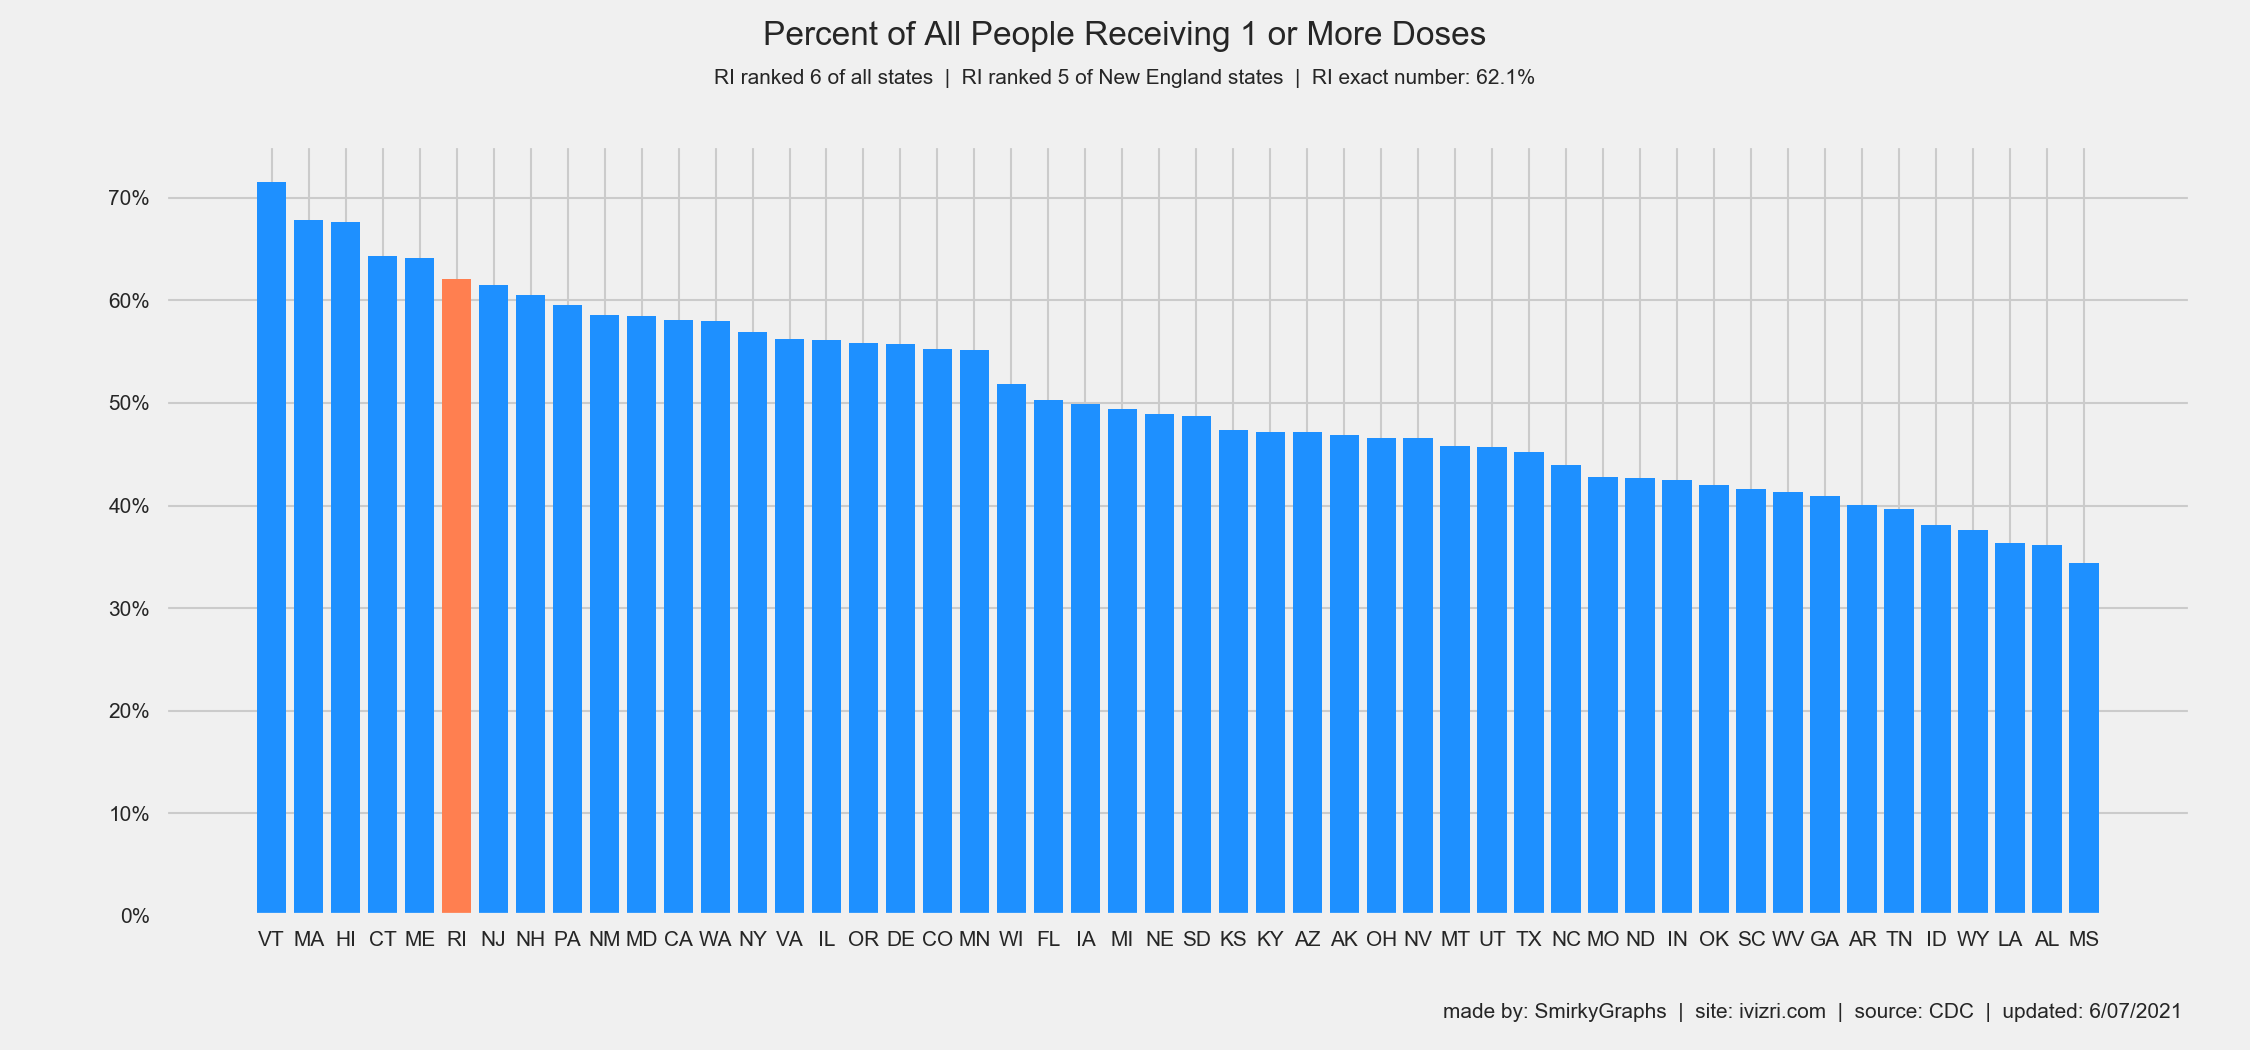 Percent of All People Receiving 1 or More Doses
RI ranked 6 of all states | RI ranked 5 of New England states | RI exact number: 62.1%
70%
60%
50%
40%
30%
20%
10%
0%
VT MA HI CT ME RI NJ NH PA NM MD CA WA NY VA IL OR DE CO MN WI FL IA MI NE SD KS KY AZ AK OH NV MT UT TX NC MO ND IN OK SC WV GA AR TN ID WY LA AL MS
made by: SmirkyGraphs | site: ivizri.com | source: CDC | updated: 6/07/2021